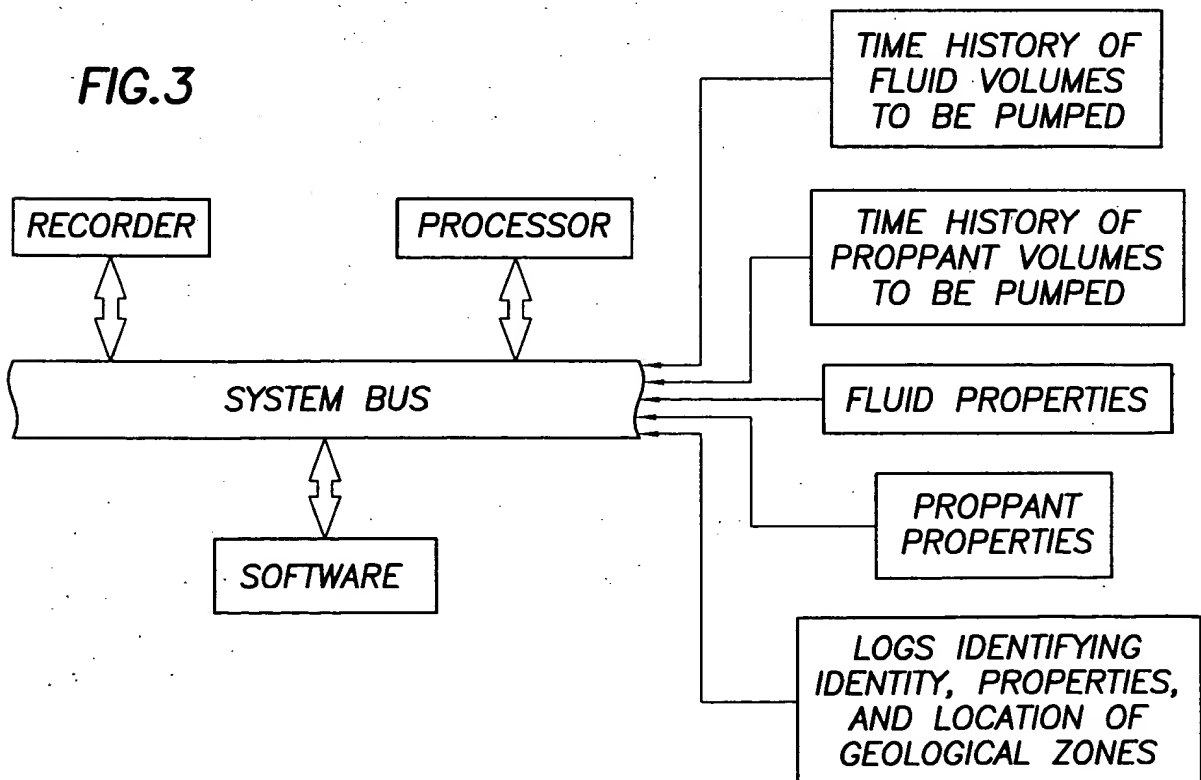 FIG.3
TIME HISTORY OF
FLUID VOLUMES
TO BE PUMPED
RECORDER
PROCESSOR
TIME HISTORY OF
PROPPANT VOLUMES
TO BE PUMPED
SYSTEM BUS
FLUID PROPERTIES
PROPPANT
PROPERTIES
SOFTWARE
LOGS IDENTIFYING
IDENTITY, PROPERTIES,
AND LOCATION OF
GEOLOGICAL ZONES